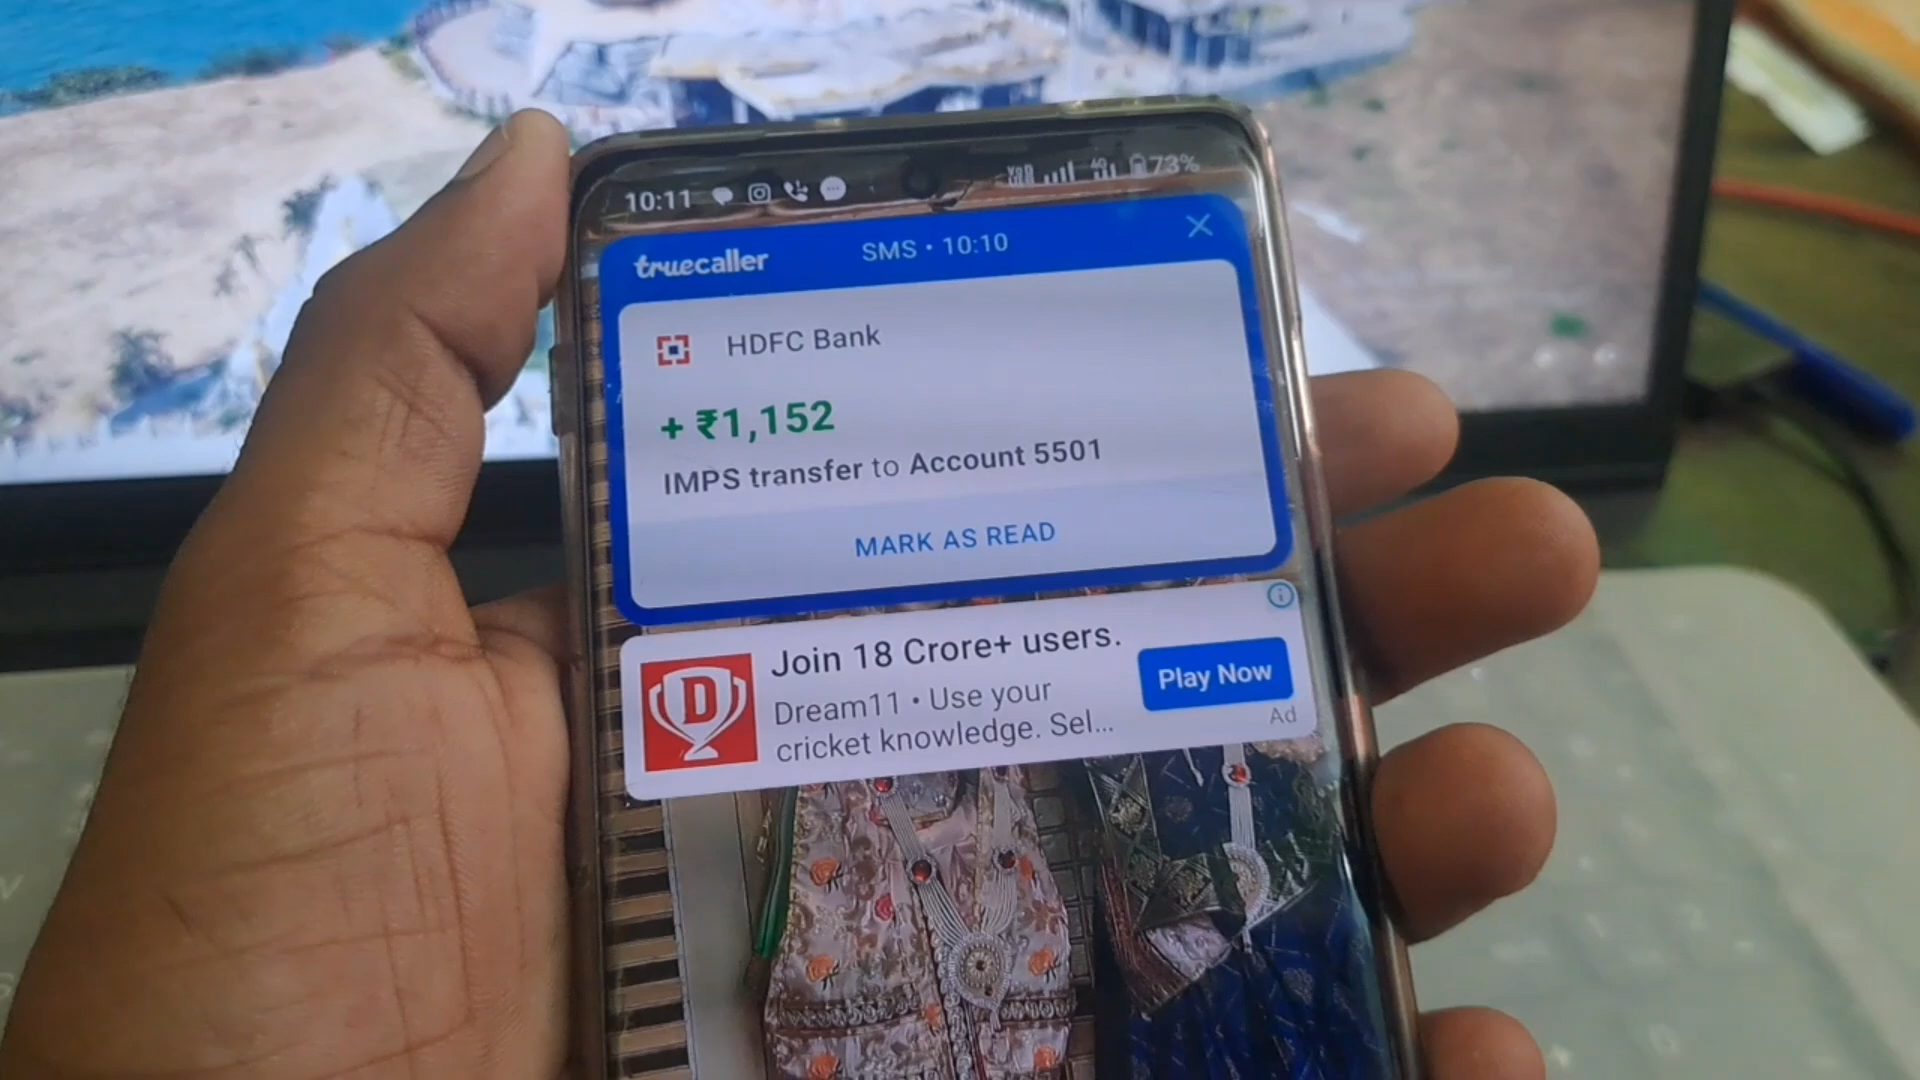 10:11 4G 73%
truecaller SMS • 10:10
HDFC Bank
+ ₹1,152
IMPS transfer to Account 5501
MARK AS READ
Join 18 Crore+ users.
Dream11 • Use your
cricket knowledge. Sel...
Play Now
Ad
D